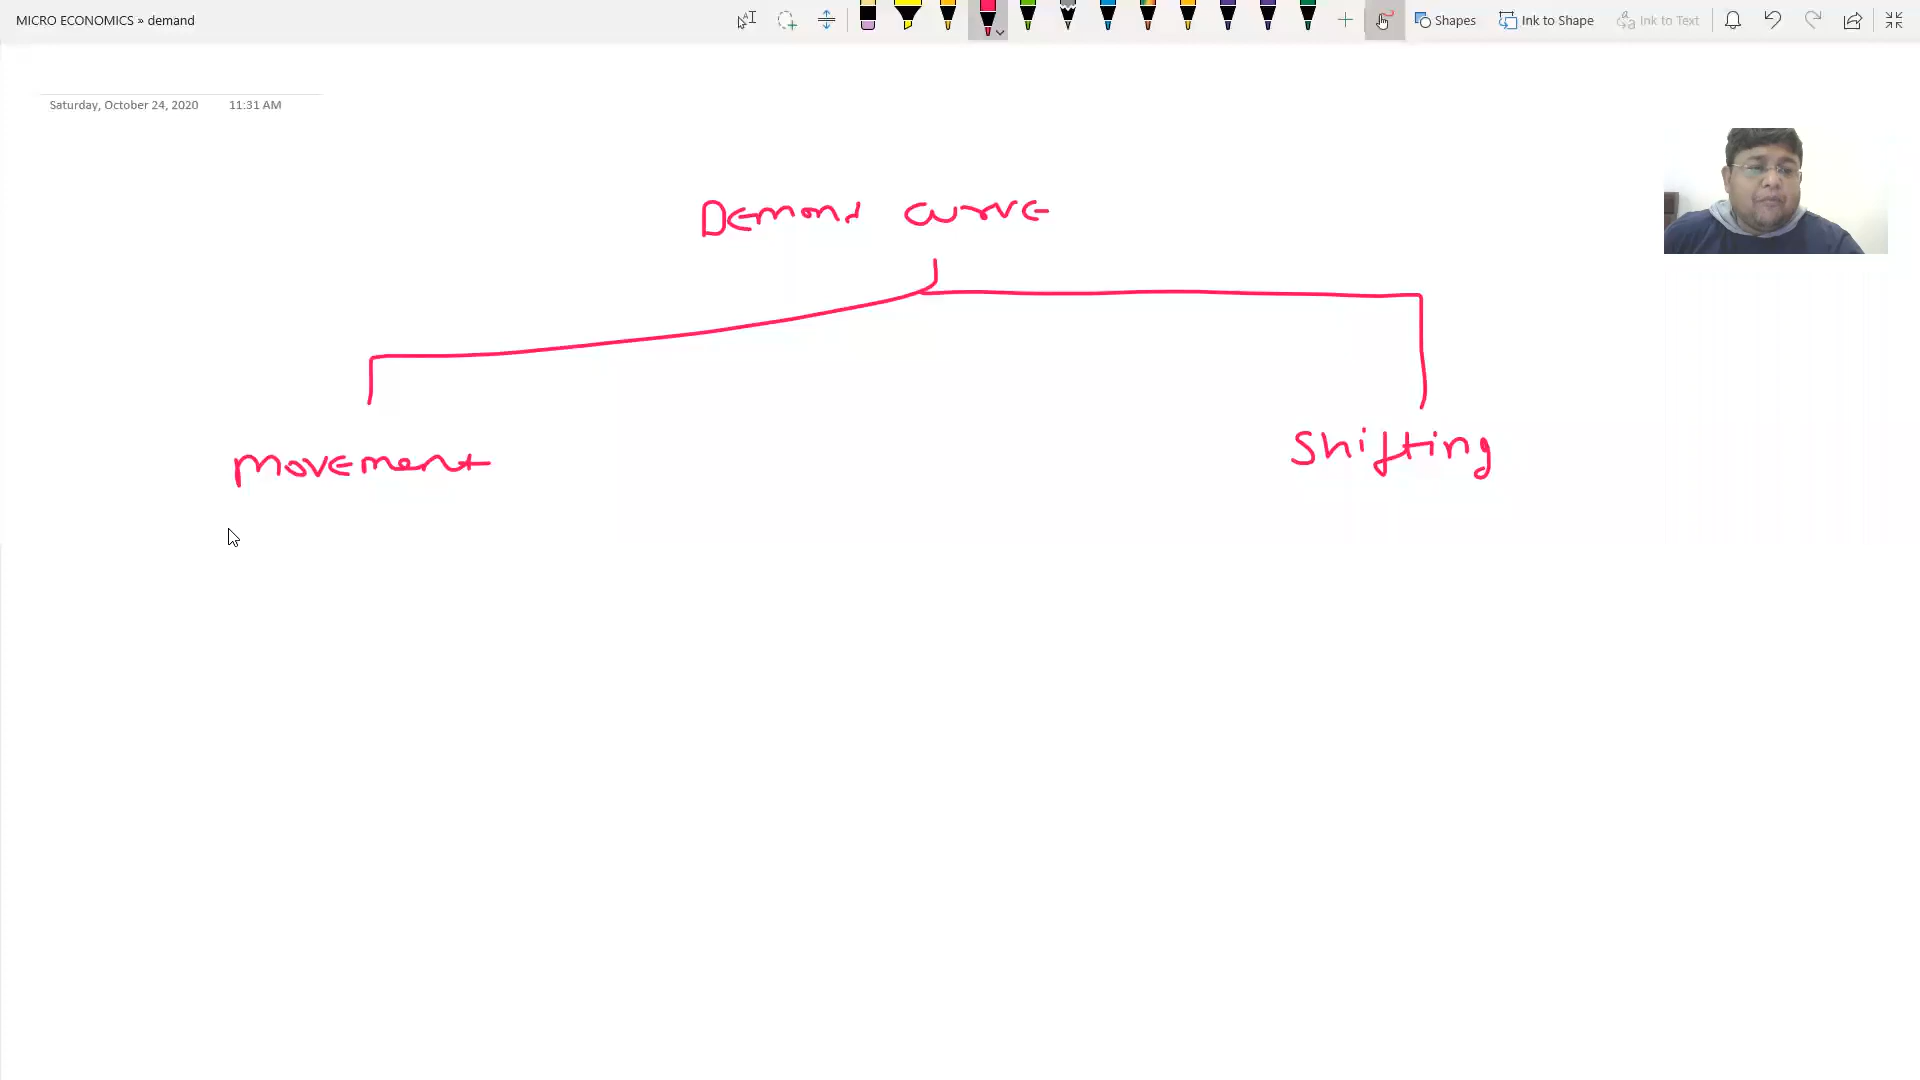 MICRO ECONOMICS » demand
Shapes
Ink to Shape
Ink to Text
Saturday, October 24, 2020 11:31 AM
Demand curve
movement
Shifting